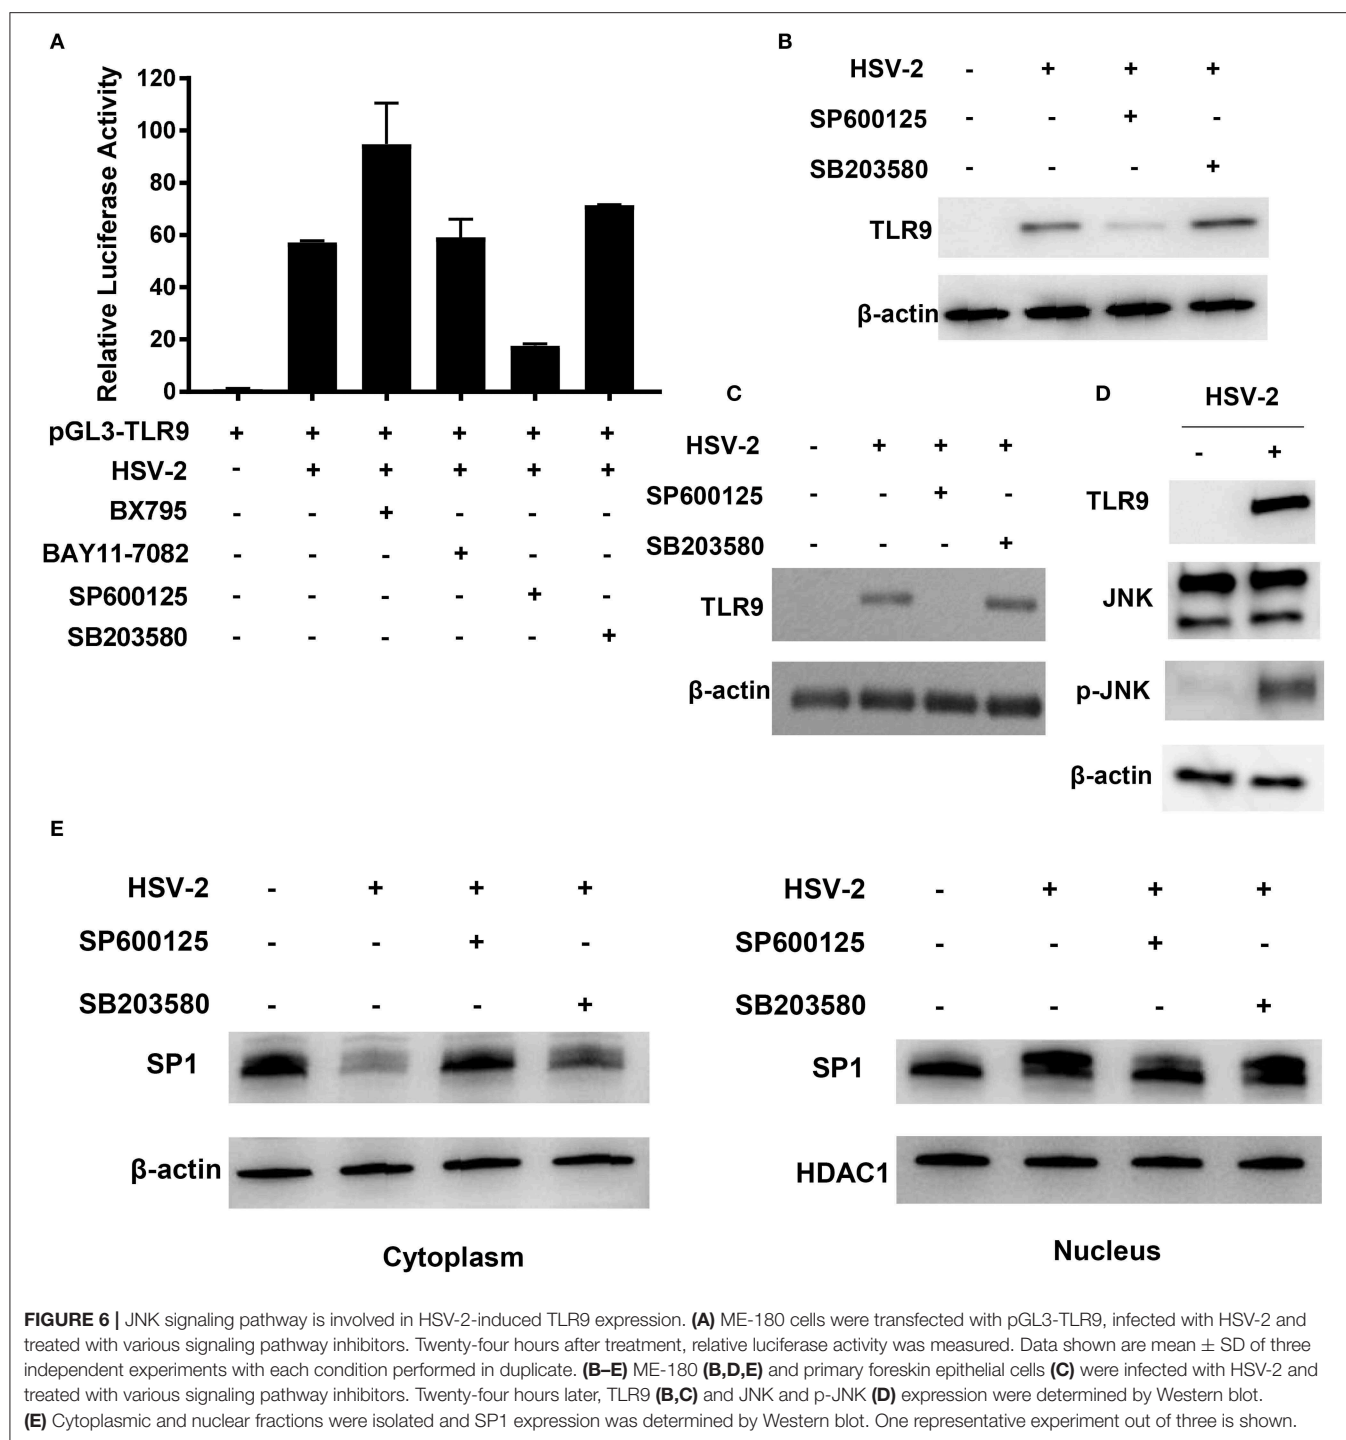 A
Relative Luciferase Activity
120
100
80
60
40
20
0
pGL3-TLR9 + + + + + +
HSV-2 - + + + + +
BX795 - - + - - -
BAY11-7082 - - - + - -
SP600125 - - - - + -
SB203580 - - - - - +
B
HSV-2 - + + +
SP600125 - - + -
SB203580 - - - +
TLR9
β-actin
C
HSV-2 - + + +
SP600125 - - + -
SB203580 - - - +
TLR9
β-actin
D
HSV-2
- +
TLR9
JNK
p-JNK
β-actin
E
HSV-2 - + + +
SP600125 - - + -
SB203580 - - - +
SP1
β-actin
Cytoplasm
HSV-2 - + + +
SP600125 - - + -
SB203580 - - - +
SP1
HDAC1
Nucleus
FIGURE 6 | JNK signaling pathway is involved in HSV-2-induced TLR9 expression. (A) ME-180 cells were transfected with pGL3-TLR9, infected with HSV-2 and
treated with various signaling pathway inhibitors. Twenty-four hours after treatment, relative luciferase activity was measured. Data shown are mean ± SD of three
independent experiments with each condition performed in duplicate. (B–E) ME-180 (B,D,E) and primary foreskin epithelial cells (C) were infected with HSV-2 and
treated with various signaling pathway inhibitors. Twenty-four hours later, TLR9 (B,C) and JNK and p-JNK (D) expression were determined by Western blot.
(E) Cytoplasmic and nuclear fractions were isolated and SP1 expression was determined by Western blot. One representative experiment out of three is shown.